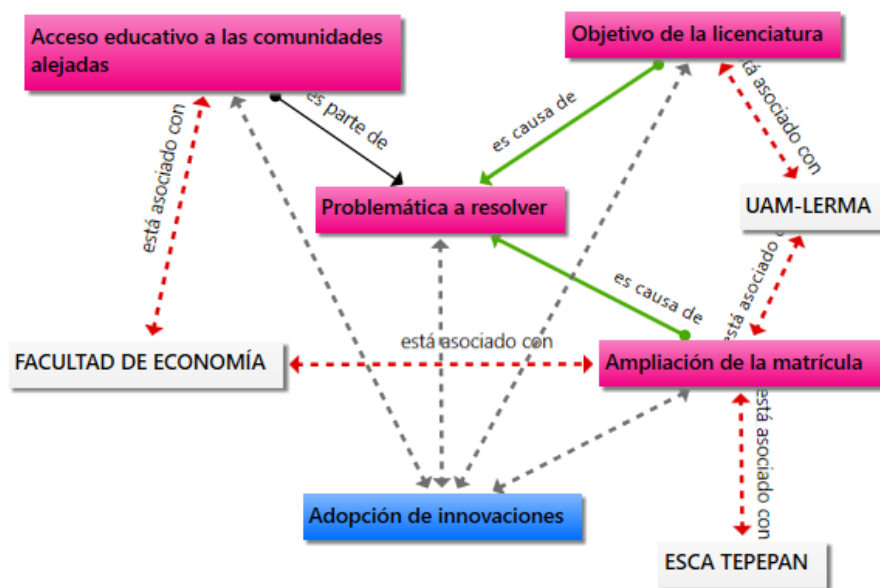 Acceso educativo a las comunidades
alejadas
Objetivo de la licenciatura
es parte de
es causa de
está asociado con
está asociado con
Problemática a resolver
UAM-LERMA
es causa de
está asociado
FACULTAD DE ECONOMÍA
está asociado con
Ampliación de la matrícula
está asociado con
Adopción de innovaciones
ESCA TEPEPAN